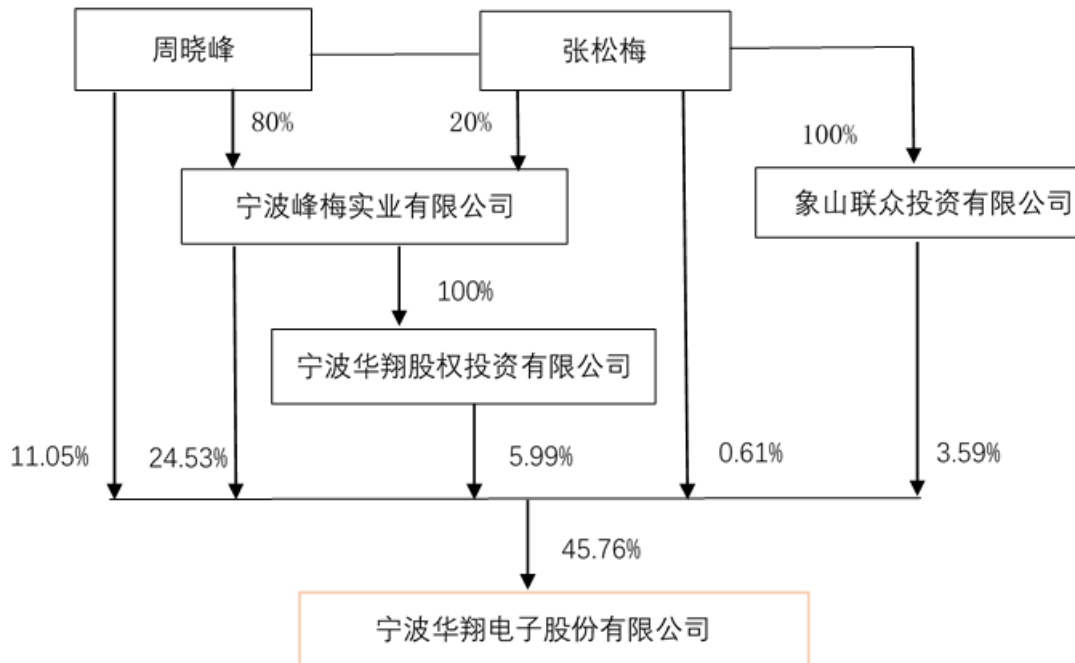 周晓峰
张松梅
80%
20%
100%
宁波峰梅实业有限公司
象山联众投资有限公司
100%
宁波华翔股权投资有限公司
11.05%
24.53%
5.99%
0.61%
3.59%
45.76%
宁波华翔电子股份有限公司